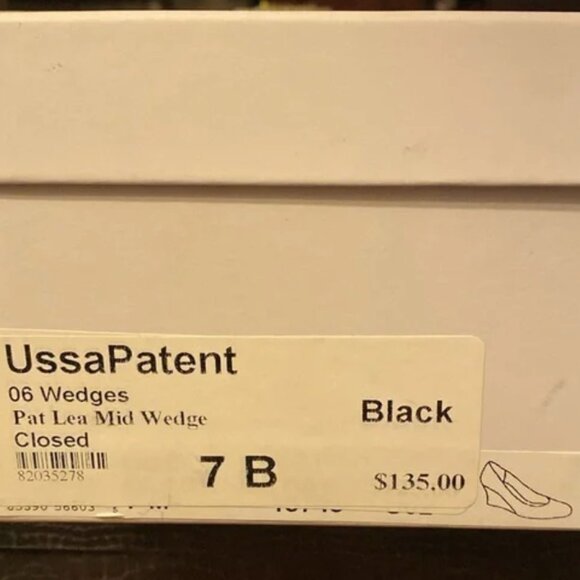 UssaPatent
06 Wedges
Pat Lea Mid Wedge
Black
Closed
82035278
7 B
$135.00